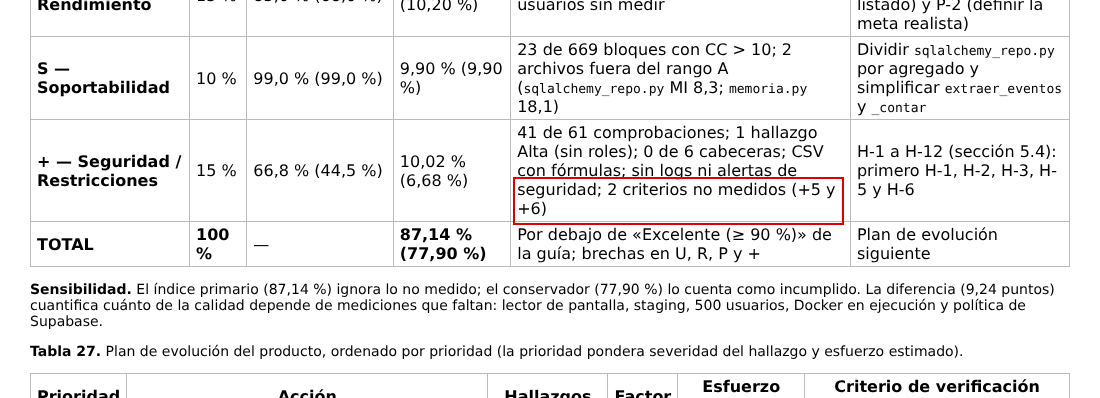 Rendimiento
(10,20 %)
usuarios sin medir
listado) y P-2 (definir la
meta realista)
S —
Soportabilidad
10 %
99,0 % (99,0 %)
9,90 % (9,90
%)
23 de 669 bloques con CC > 10; 2
archivos fuera del rango A
(sqlalchemy_repo.py MI 8,3; memoria.py
18,1)
Dividir sqlalchemy_repo.py
por agregado y
simplificar extraer_eventos
y _contar
+ — Seguridad /
Restricciones
15 %
66,8 % (44,5 %)
10,02 %
(6,68 %)
41 de 61 comprobaciones; 1 hallazgo
Alta (sin roles); 0 de 6 cabeceras; CSV
con fórmulas; sin logs ni alertas de
seguridad; 2 criterios no medidos (+5 y
+6)
H-1 a H-12 (sección 5.4):
primero H-1, H-2, H-3, H-
5 y H-6
TOTAL
100
%
—
87,14 %
(77,90 %)
Por debajo de «Excelente (≥ 90 %)» de
la guía; brechas en U, R, P y +
Plan de evolución
siguiente
Sensibilidad. El índice primario (87,14 %) ignora lo no medido; el conservador (77,90 %) lo cuenta como incumplido. La diferencia (9,24 puntos)
cuantifica cuánto de la calidad depende de mediciones que faltan: lector de pantalla, staging, 500 usuarios, Docker en ejecución y política de
Supabase.
Tabla 27. Plan de evolución del producto, ordenado por prioridad (la prioridad pondera severidad del hallazgo y esfuerzo estimado).
Prioridad
Acción
Hallazgos
Factor
Esfuerzo
Criterio de verificación